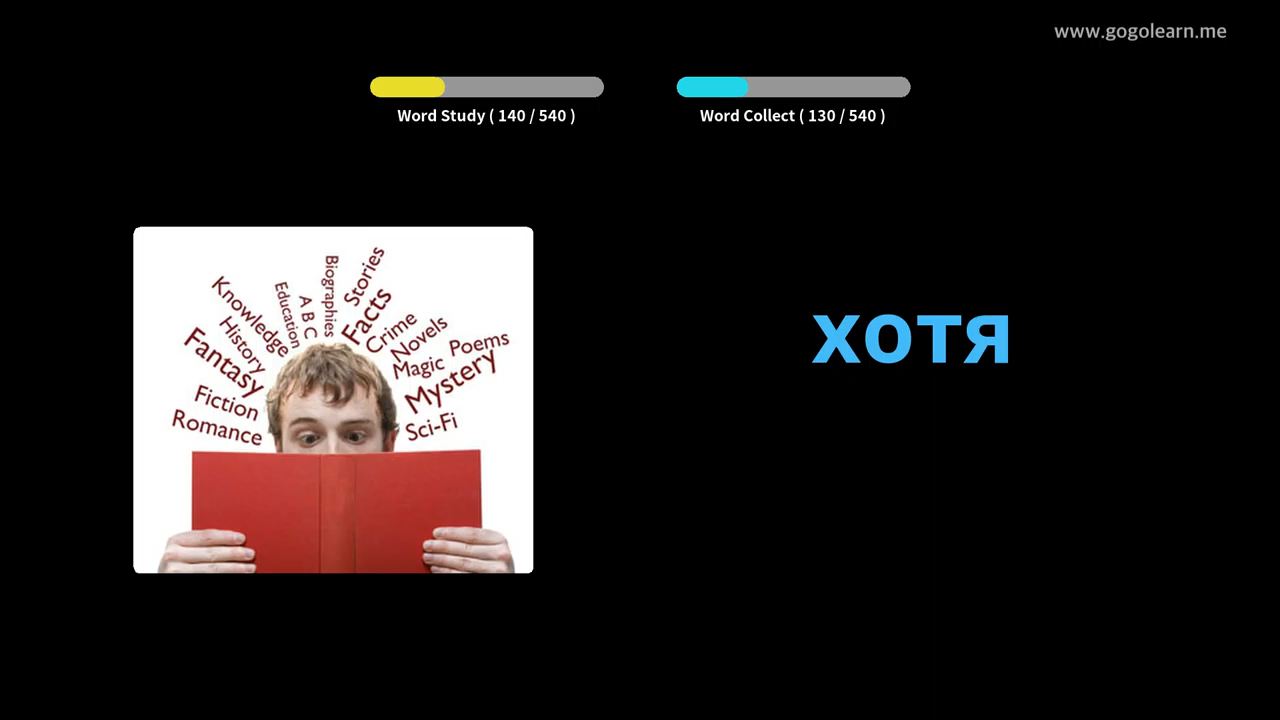 www.gogolearn.me
Word Study ( 140 / 540 )
Word Collect ( 130 / 540 )
Biographies
Stories
Education
A B C
Facts
Knowledge
Crime
History
Novels
Poems
Fantasy
Magic
Mystery
Fiction
Romance
Sci-Fi
хотя